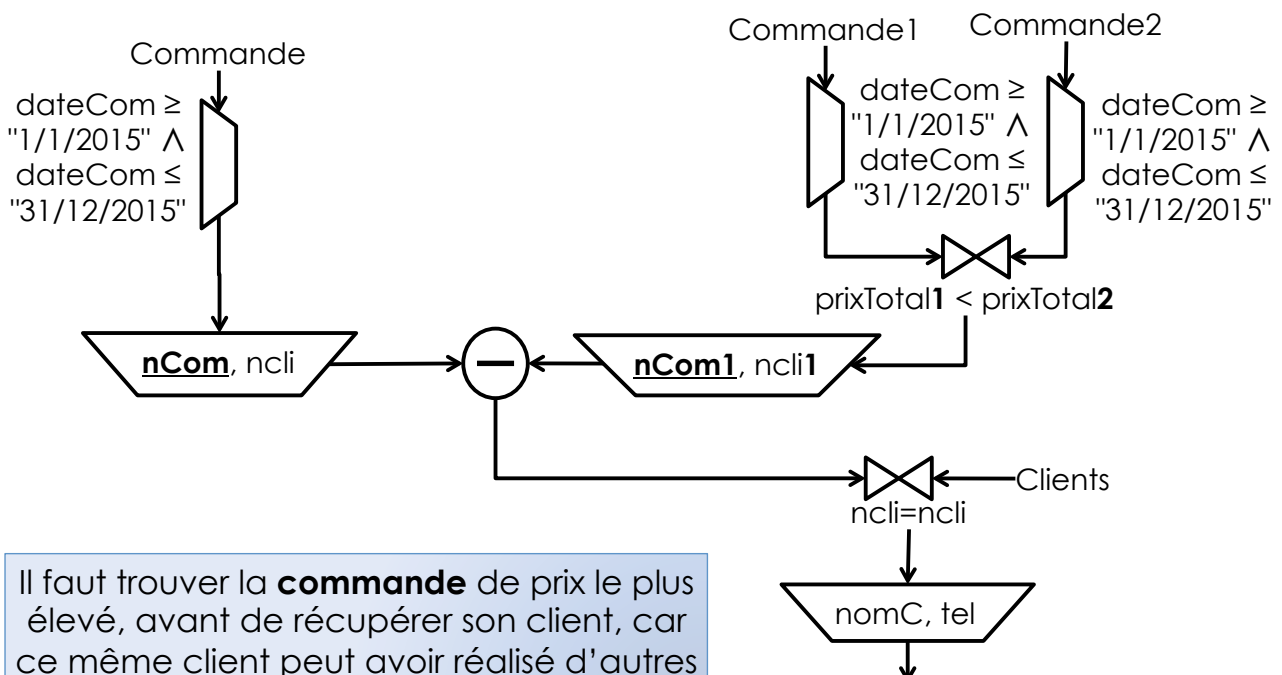 Commande
dateCom ≥
"1/1/2015" ∧
dateCom ≤
"31/12/2015"
Commande1
dateCom ≥
"1/1/2015" ∧
dateCom ≤
"31/12/2015"
Commande2
dateCom ≥
"1/1/2015" ∧
dateCom ≤
"31/12/2015"
prixTotal1 < prixTotal2
nCom, ncli
nCom1, ncli1
Clients
ncli=ncli
nomC, tel
Il faut trouver la commande de prix le plus
élevé, avant de récupérer son client, car
ce même client peut avoir réalisé d’autres